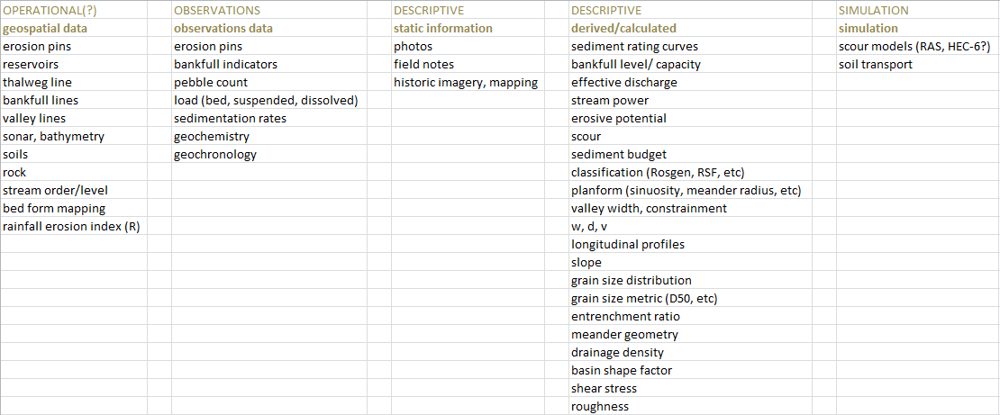 OPERATIONAL(?) OBSERVATIONS DESCRIPTIVE DESCRIPTIVE SIMULATION
geospatial data observations data static information derived/calculated simulation
erosion pins erosion pins photos sediment rating curves scour models (RAS, HEC-6?)
reservoirs bankfull indicators field notes bankfull level/ capacity soil transport
thalweg line pebble count historic imagery, mapping effective discharge
bankfull lines load (bed, suspended, dissolved) stream power
valley lines sedimentation rates erosive potential
sonar, bathymetry geochemistry scour
soils geochronology sediment budget
rock classification (Rosgen, RSF, etc)
stream order/level planform (sinuosity, meander radius, etc)
bed form mapping valley width, constrainment
rainfall erosion index (R) w, d, v
longitudinal profiles
slope
grain size distribution
grain size metric (D50, etc)
entrenchment ratio
meander geometry
drainage density
basin shape factor
shear stress
roughness